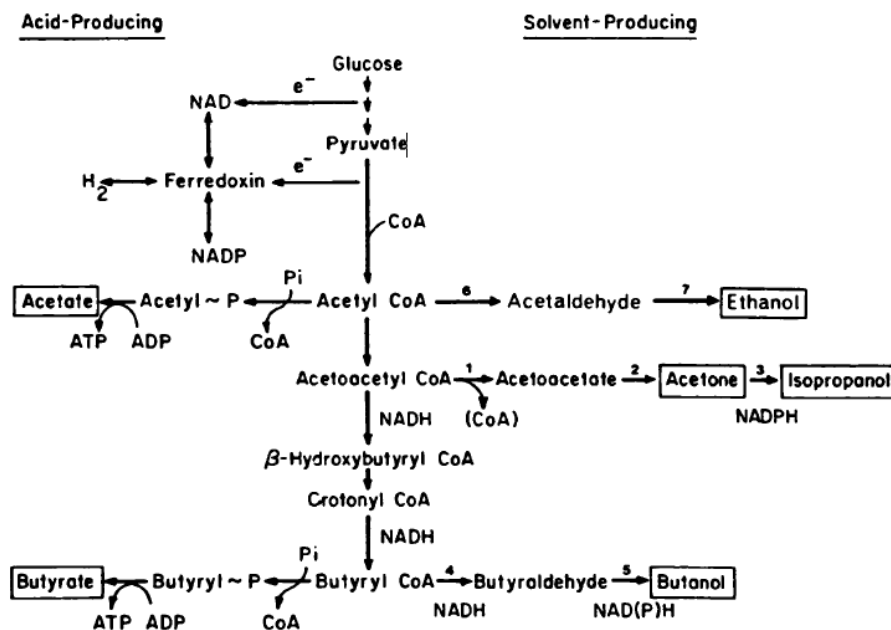 Acid-Producing Solvent-Producing
Glucose
e⁻
NAD
Pyruvate
e⁻
H₂ Ferredoxin
CoA
NADP
Pi
Acetate Acetyl ~ P Acetyl CoA 6 Acetaldehyde 7 Ethanol
ATP ADP CoA
Acetoacetyl CoA 1 Acetoacetate 2 Acetone 3 Isopropanol
NADH (CoA) NADPH
β-Hydroxybutyryl CoA
Crotonyl CoA
NADH
Pi
Butyrate Butyryl ~ P Butyryl CoA 4 Butyraldehyde 5 Butanol
ATP ADP CoA NADH NAD(P)H